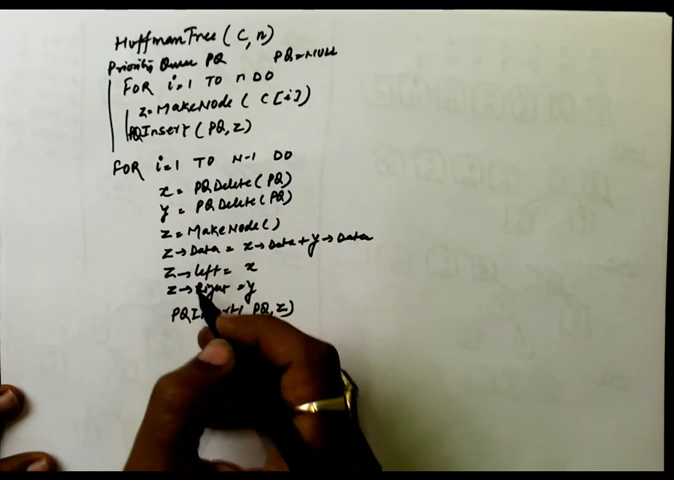 HuffmanTree (C, n)
Priority Queue PQ PQ=NULL
FOR i=1 TO n DO
z=MakeNode( C[i])
PQInsert(PQ,z)
FOR i=1 TO n-1 DO
x = PQDelete(PQ)
y = PQDelete(PQ)
z = MakeNode()
z→Data = x→Data+y→Data
z→left = x
z→ =y
PQ,z)